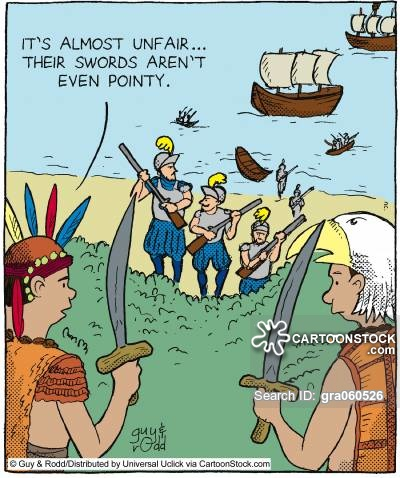 IT'S ALMOST UNFAIR...
THEIR SWORDS AREN'T
EVEN POINTY.
CARTOONSTOCK
.com
Search ID: gra060526
guy &
rodd
© Guy & Rodd/Distributed by Universal Uclick via CartoonStock.com